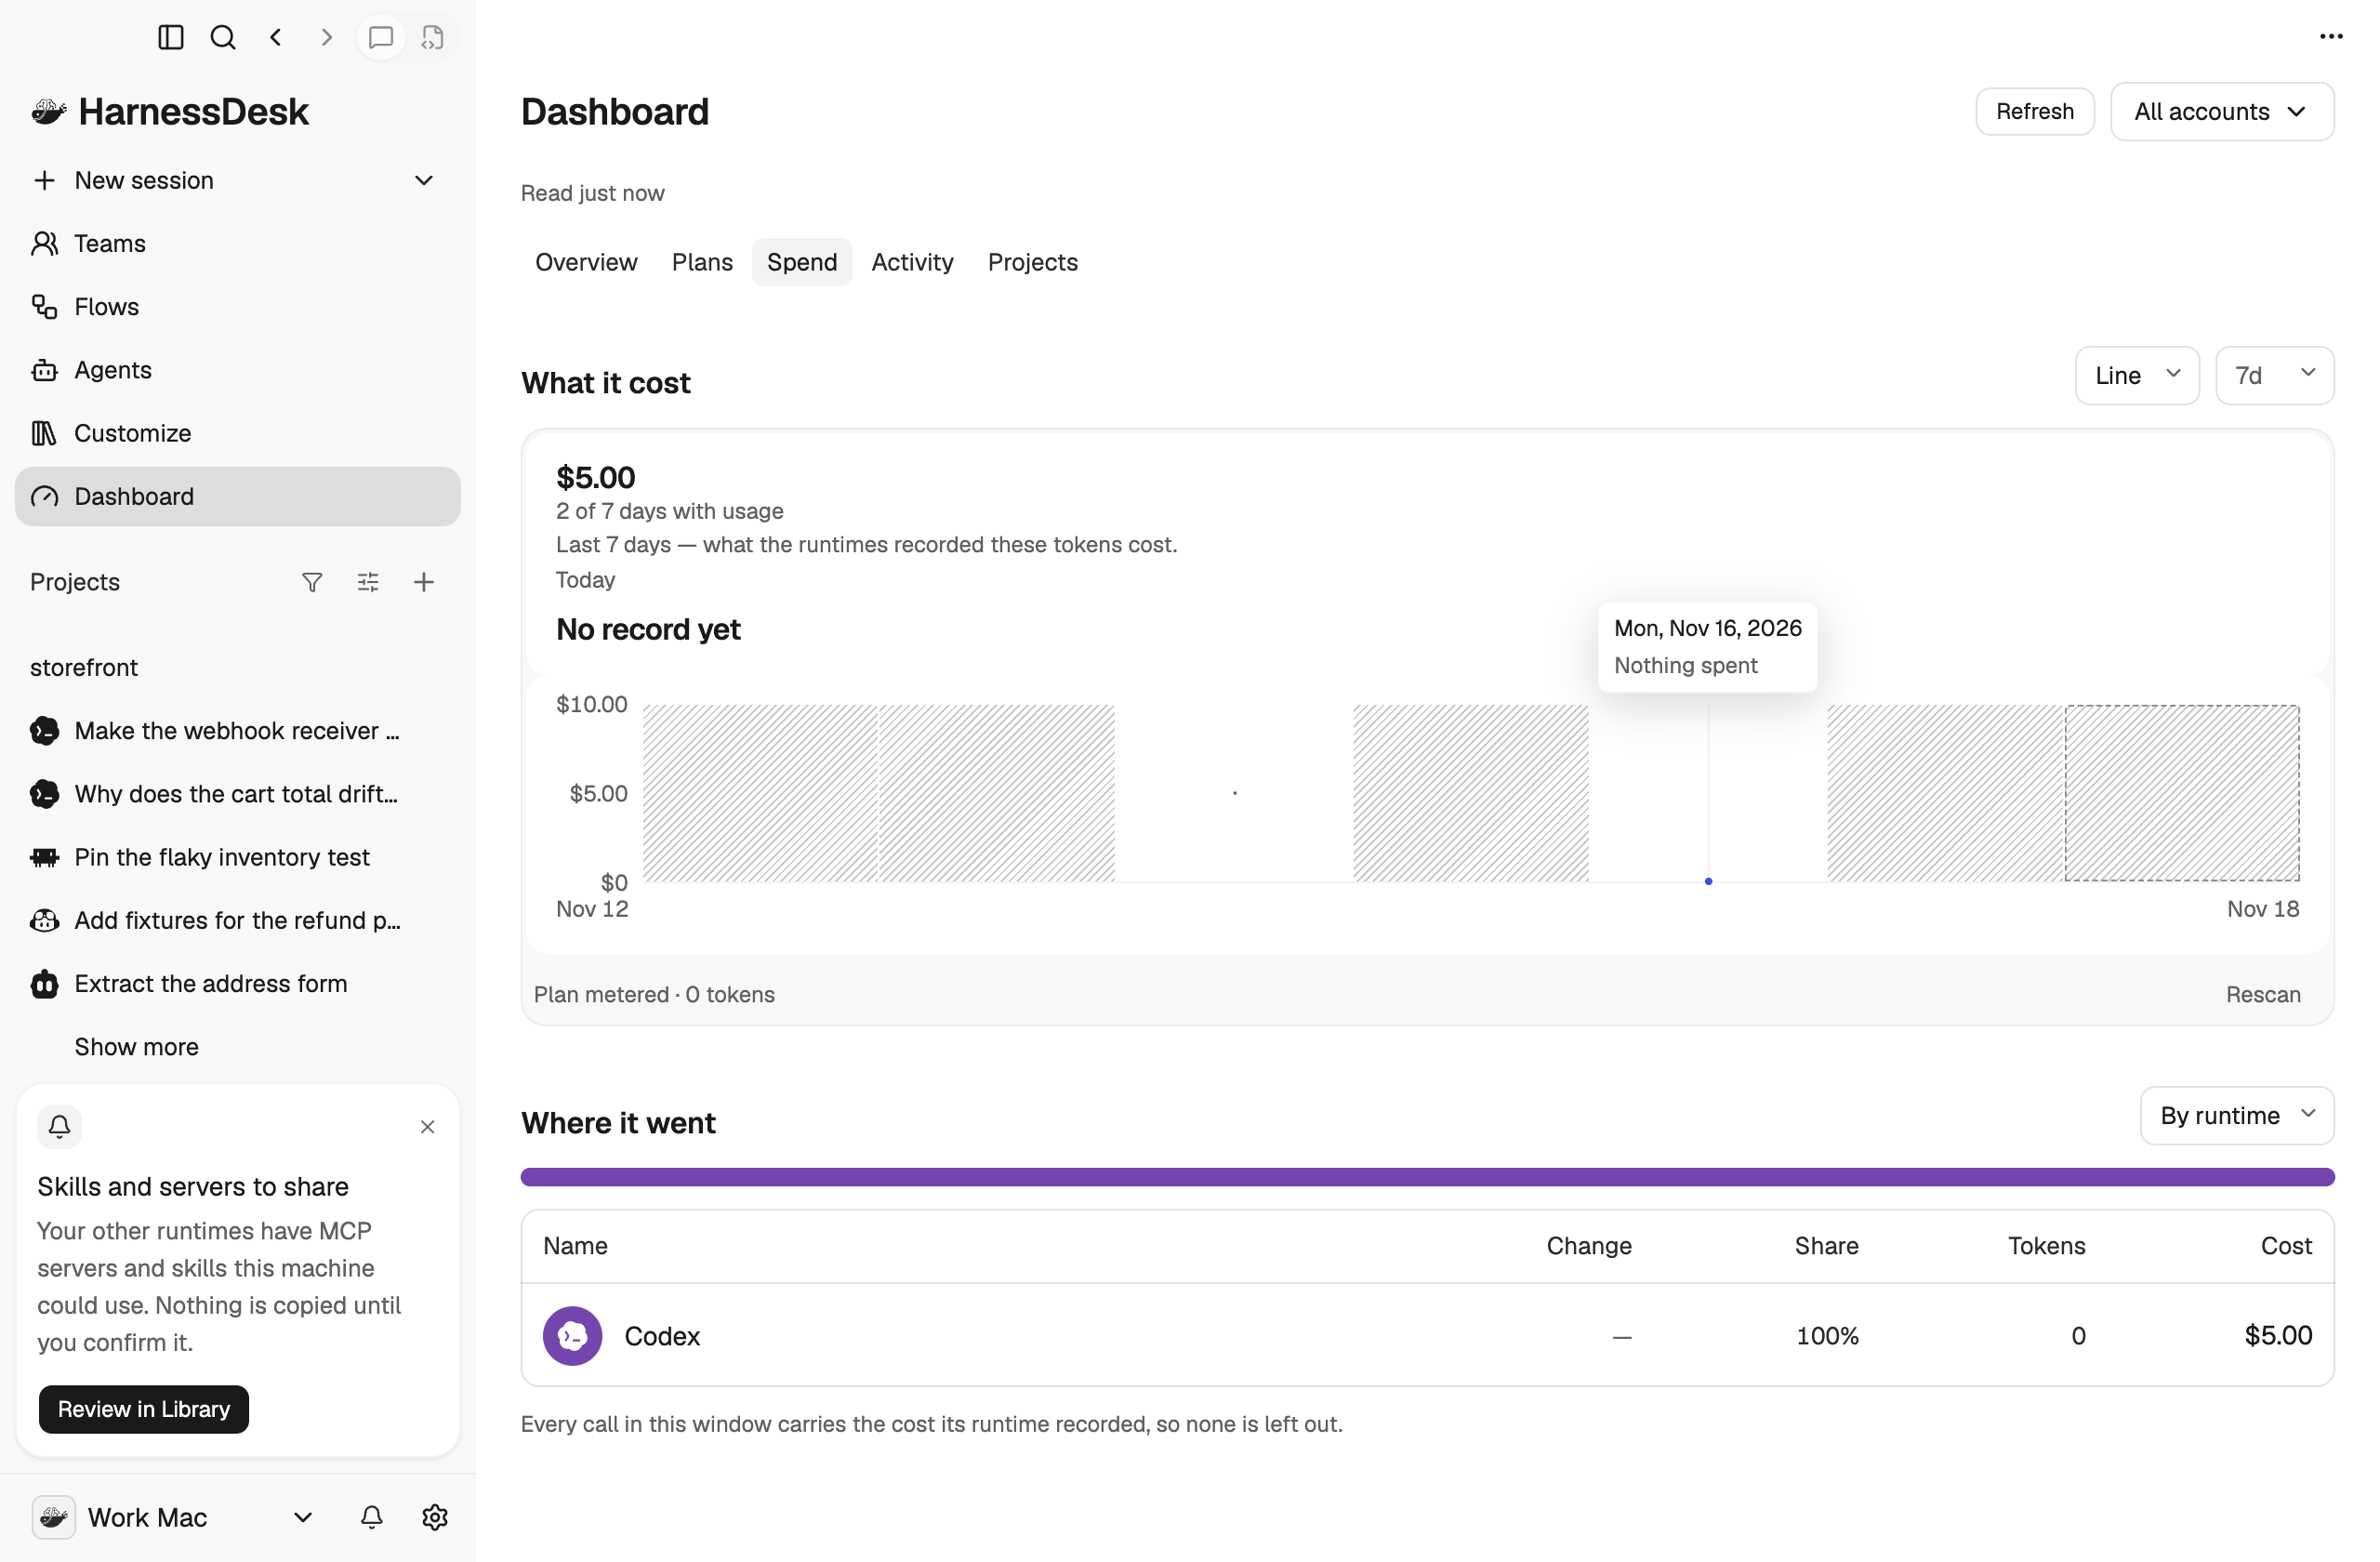 HarnessDesk
New session
Teams
Flows
Agents
Customize
Dashboard
Projects
storefront
Make the webhook receiver ...
Why does the cart total drift...
Pin the flaky inventory test
Add fixtures for the refund p...
Extract the address form
Show more
Skills and servers to share
Your other runtimes have MCP
servers and skills this machine
could use. Nothing is copied until
you confirm it.
Review in Library
Work Mac
Dashboard
Refresh
All accounts
Read just now
Overview
Plans
Spend
Activity
Projects
What it cost
Line
7d
$5.00
2 of 7 days with usage
Last 7 days — what the runtimes recorded these tokens cost.
Today
No record yet
Mon, Nov 16, 2026
Nothing spent
$10.00
$5.00
$0
Nov 12
Nov 18
Plan metered · 0 tokens
Rescan
Where it went
By runtime
Name Change Share Tokens Cost
Codex — 100% 0 $5.00
Every call in this window carries the cost its runtime recorded, so none is left out.